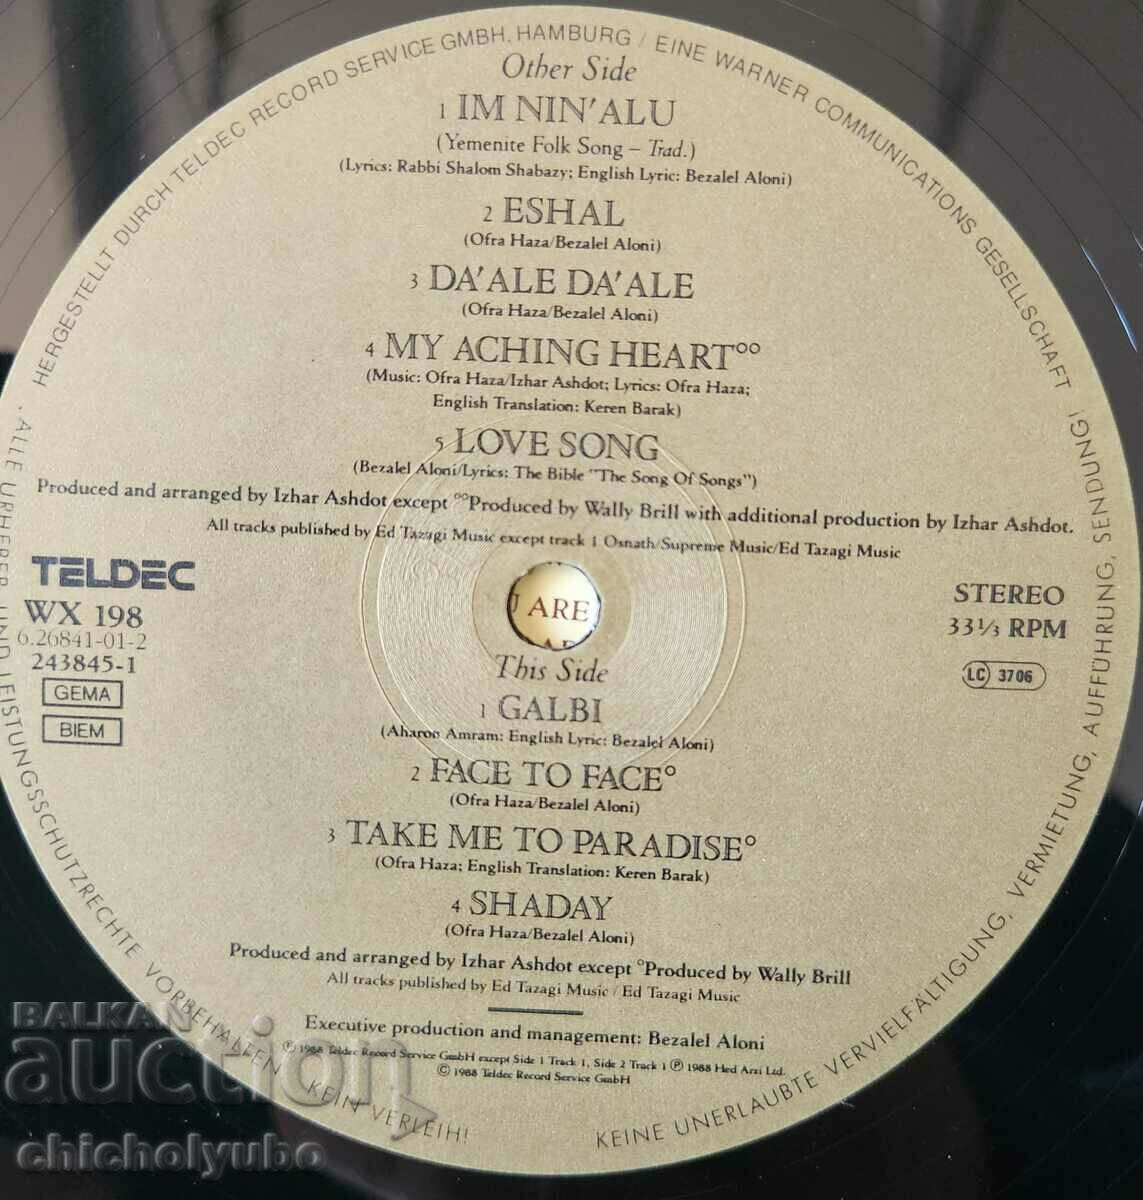 HERGESTELLT DURCH TELDEC RECORD SERVICE GMBH, HAMBURG / EINE WARNER COMMUNICATIONS GESELLSCHAFT
Other Side
1 IM NIN'ALU
(Yemenite Folk Song – Trad.)
(Lyrics: Rabbi Shalom Shabazy; English Lyric: Bezalel Aloni)
2 ESHAL
(Ofra Haza/Bezalel Aloni)
3 DA'ALE DA'ALE
(Ofra Haza/Bezalel Aloni)
4 MY ACHING HEART°°
(Music: Ofra Haza/Izhar Ashdot; Lyrics: Ofra Haza;
English Translation: Keren Barak)
5 LOVE SONG
(Bezalel Aloni/Lyrics: The Bible "The Song Of Songs")
Produced and arranged by Izhar Ashdot except °°Produced by Wally Brill with additional production by Izhar Ashdot.
All tracks published by Ed Tazagi Music except track 1 Osnath/Supreme Music/Ed Tazagi Music
TELDEC
WX 198
6.26841-01-2
243845-1
GEMA
BIEM
STEREO
33⅓ RPM
LC 3706
U ARE
This Side
1 GALBI
(Aharon Amram: English Lyric: Bezalel Aloni)
2 FACE TO FACE°
(Ofra Haza/Bezalel Aloni)
3 TAKE ME TO PARADISE°
(Ofra Haza; English Translation: Keren Barak)
4 SHADAY
(Ofra Haza/Bezalel Aloni)
Produced and arranged by Izhar Ashdot except °Produced by Wally Brill
All tracks published by Ed Tazagi Music / Ed Tazagi Music
Executive production and management: Bezalel Aloni
℗ 1988 Teldec Record Service GmbH except Side 1 Track 1, Side 2 Track 1 ℗ 1988 Hed Arzi Ltd.
© 1988 Teldec Record Service GmbH
· ALLE URHEBER- UND LEISTUNGSSCHUTZRECHTE VORBEHALTEN · KEIN VERLEIH!
KEINE UNERLAUBTE VERVIELFÄLTIGUNG, VERMIETUNG, AUFFÜHRUNG, SENDUNG!
BALKAN
auction
chicholyubo